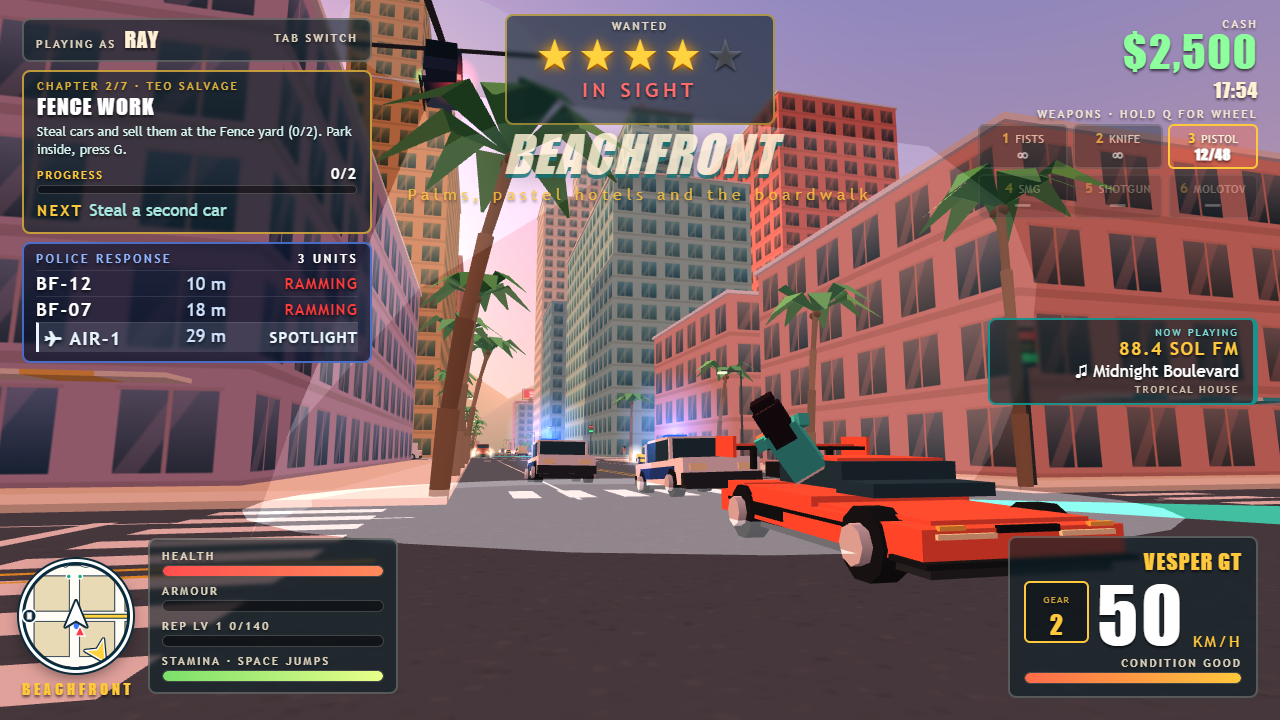 PLAYING AS RAY
TAB SWITCH
CHAPTER 2/7 · TEO SALVAGE
FENCE WORK
Steal cars and sell them at the Fence yard (0/2). Park
inside, press G.
PROGRESS 0/2
NEXT Steal a second car
POLICE RESPONSE 3 UNITS
BF-12 10 m RAMMING
BF-07 18 m RAMMING
AIR-1 29 m SPOTLIGHT
WANTED
IN SIGHT
BEACHFRONT
Palms, pastel hotels and the boardwalk
CASH
$2,500
17:54
WEAPONS · HOLD Q FOR WHEEL
1 FISTS ∞
2 KNIFE ∞
3 PISTOL 12/48
4 SMG —
5 SHOTGUN —
6 MOLOTOV —
NOW PLAYING
88.4 SOL FM
♫ Midnight Boulevard
TROPICAL HOUSE
HEALTH
ARMOUR
REP LV 1 0/140
STAMINA · SPACE JUMPS
BEACHFRONT
VESPER GT
GEAR
2
50 KM/H
CONDITION GOOD